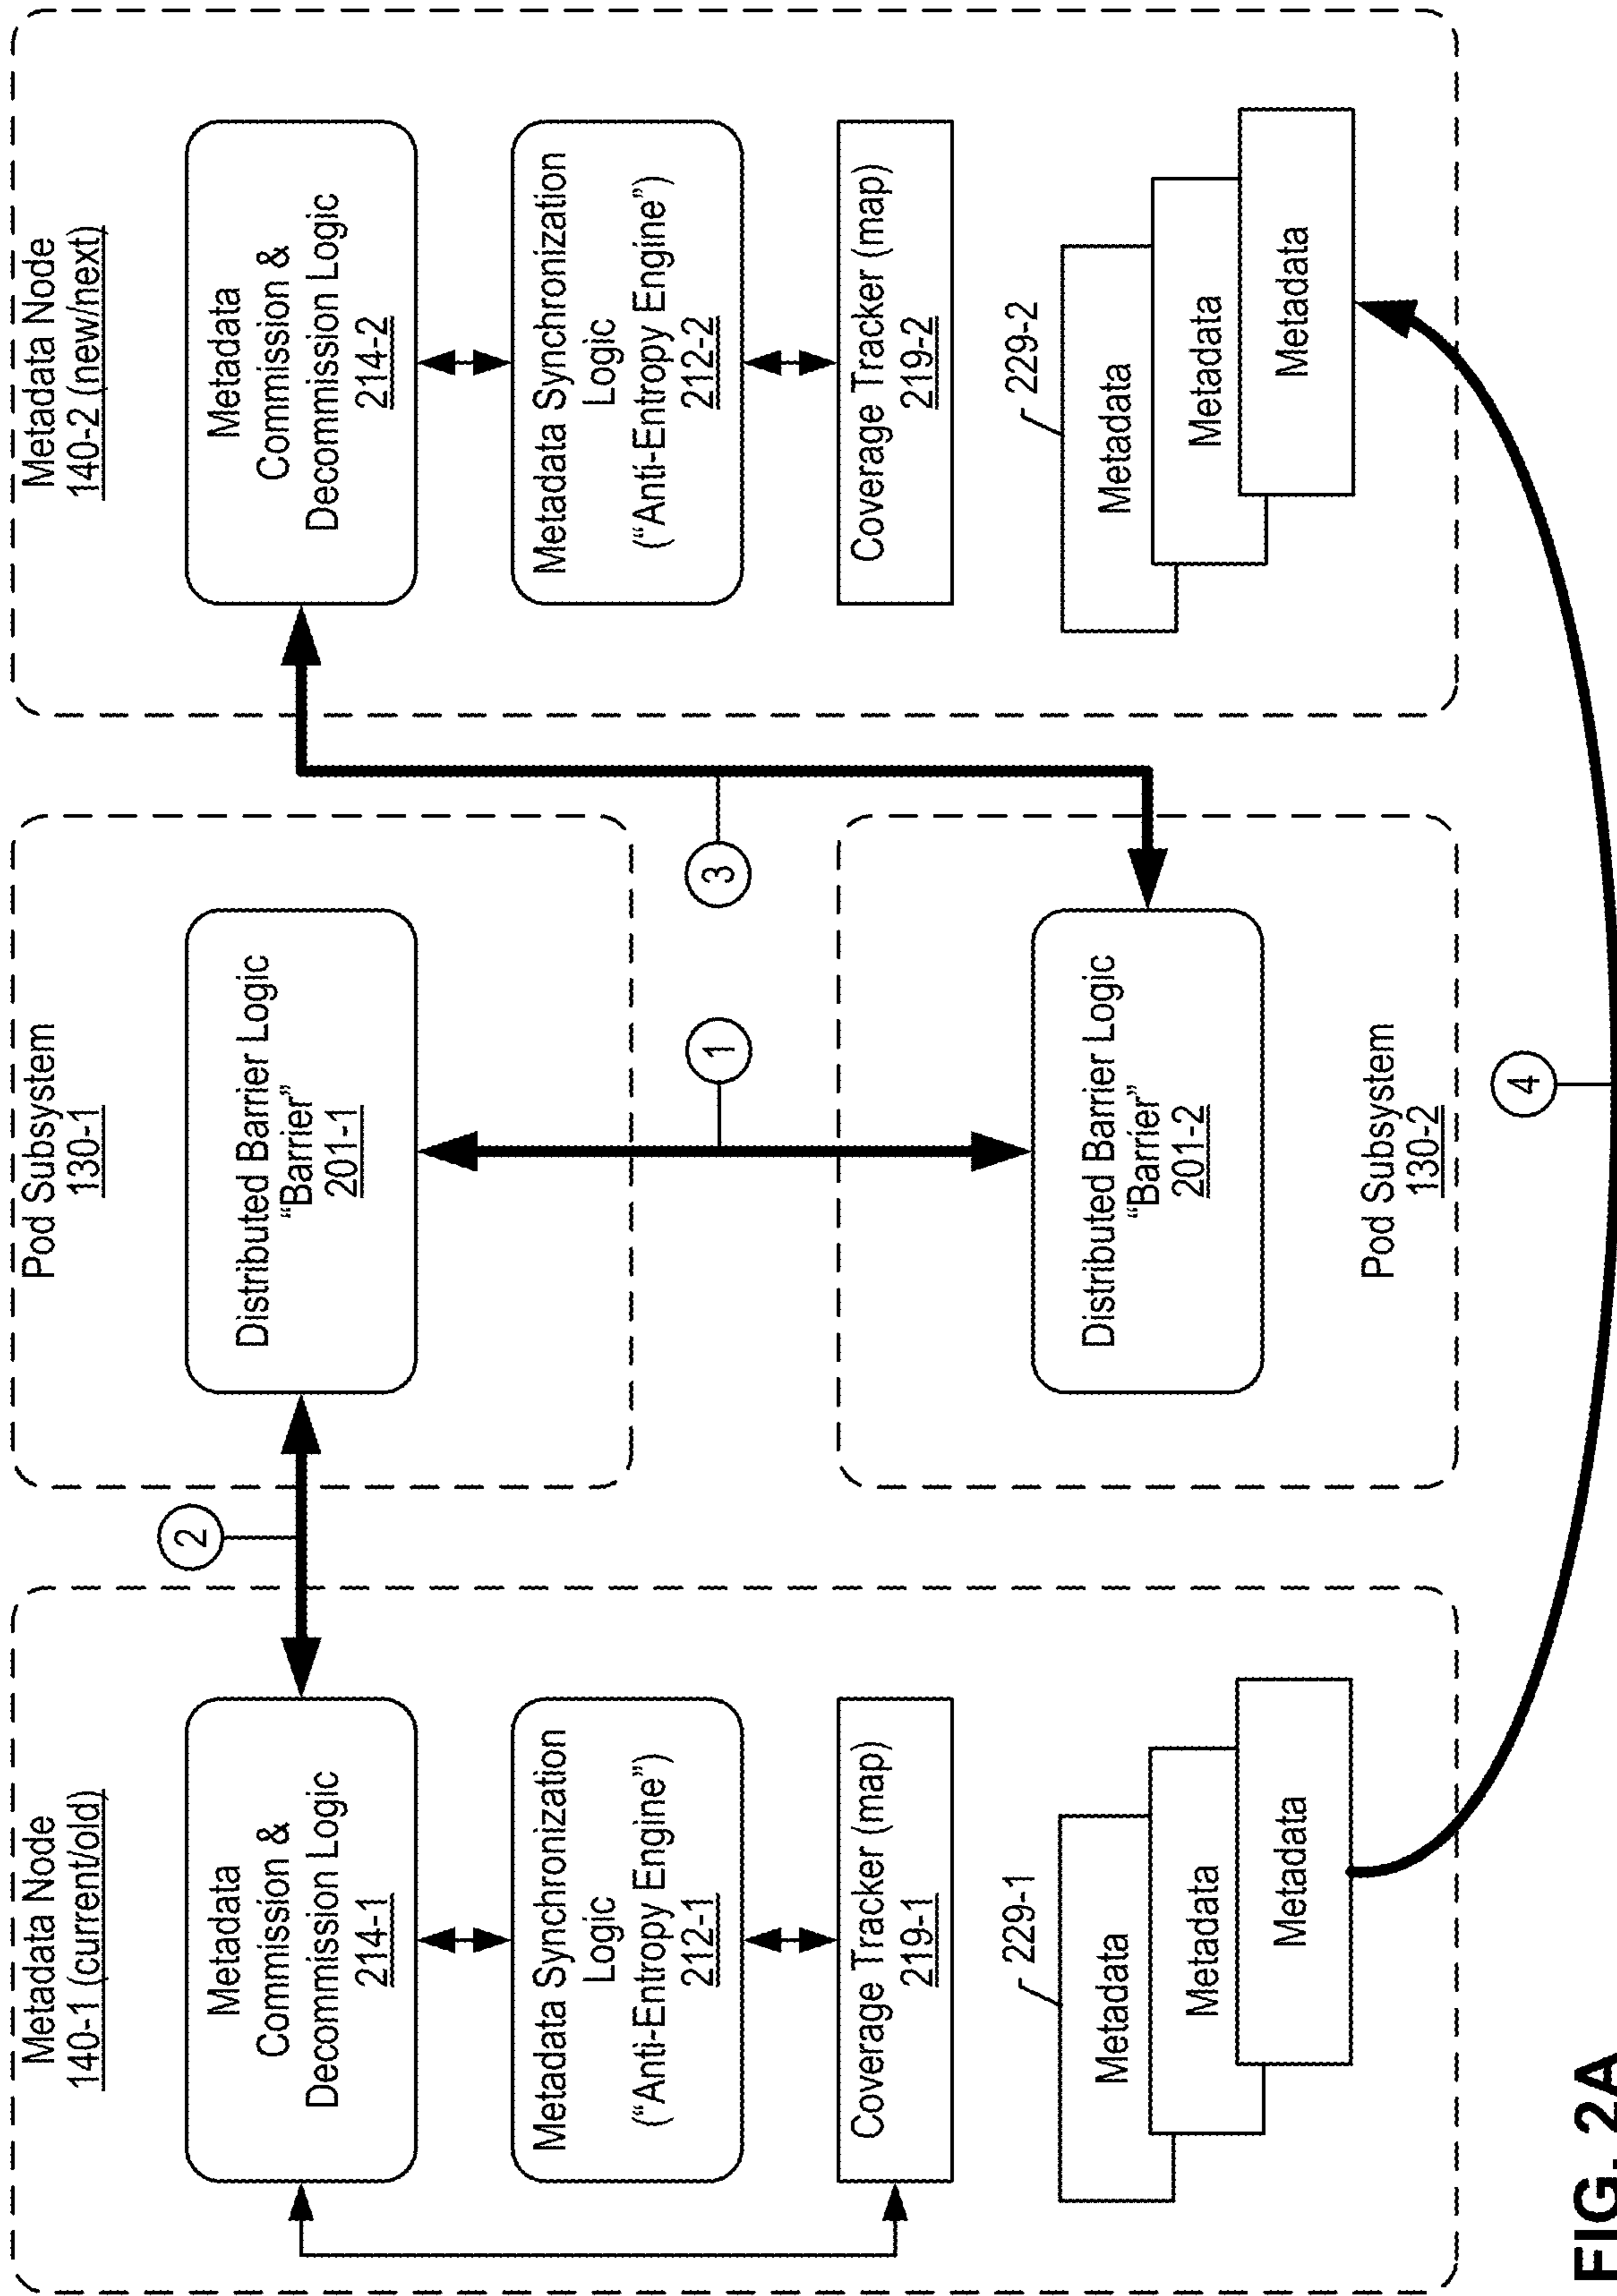 Metadata Node
140-1 (current/old)
Metadata
Commission &
Decommission Logic
214-1
Metadata Synchronization
Logic
(“Anti-Entropy Engine”)
212-1
Coverage Tracker (map)
219-1
229-1
Metadata
Metadata
Metadata
2
Pod Subsystem
130-1
Distributed Barrier Logic
“Barrier”
201-1
1
3
Distributed Barrier Logic
“Barrier”
201-2
Pod Subsystem
130-2
4
Metadata Node
140-2 (new/next)
Metadata
Commission &
Decommission Logic
214-2
Metadata Synchronization
Logic
(“Anti-Entropy Engine”)
212-2
Coverage Tracker (map)
219-2
229-2
Metadata
Metadata
Metadata
FIG. 2A